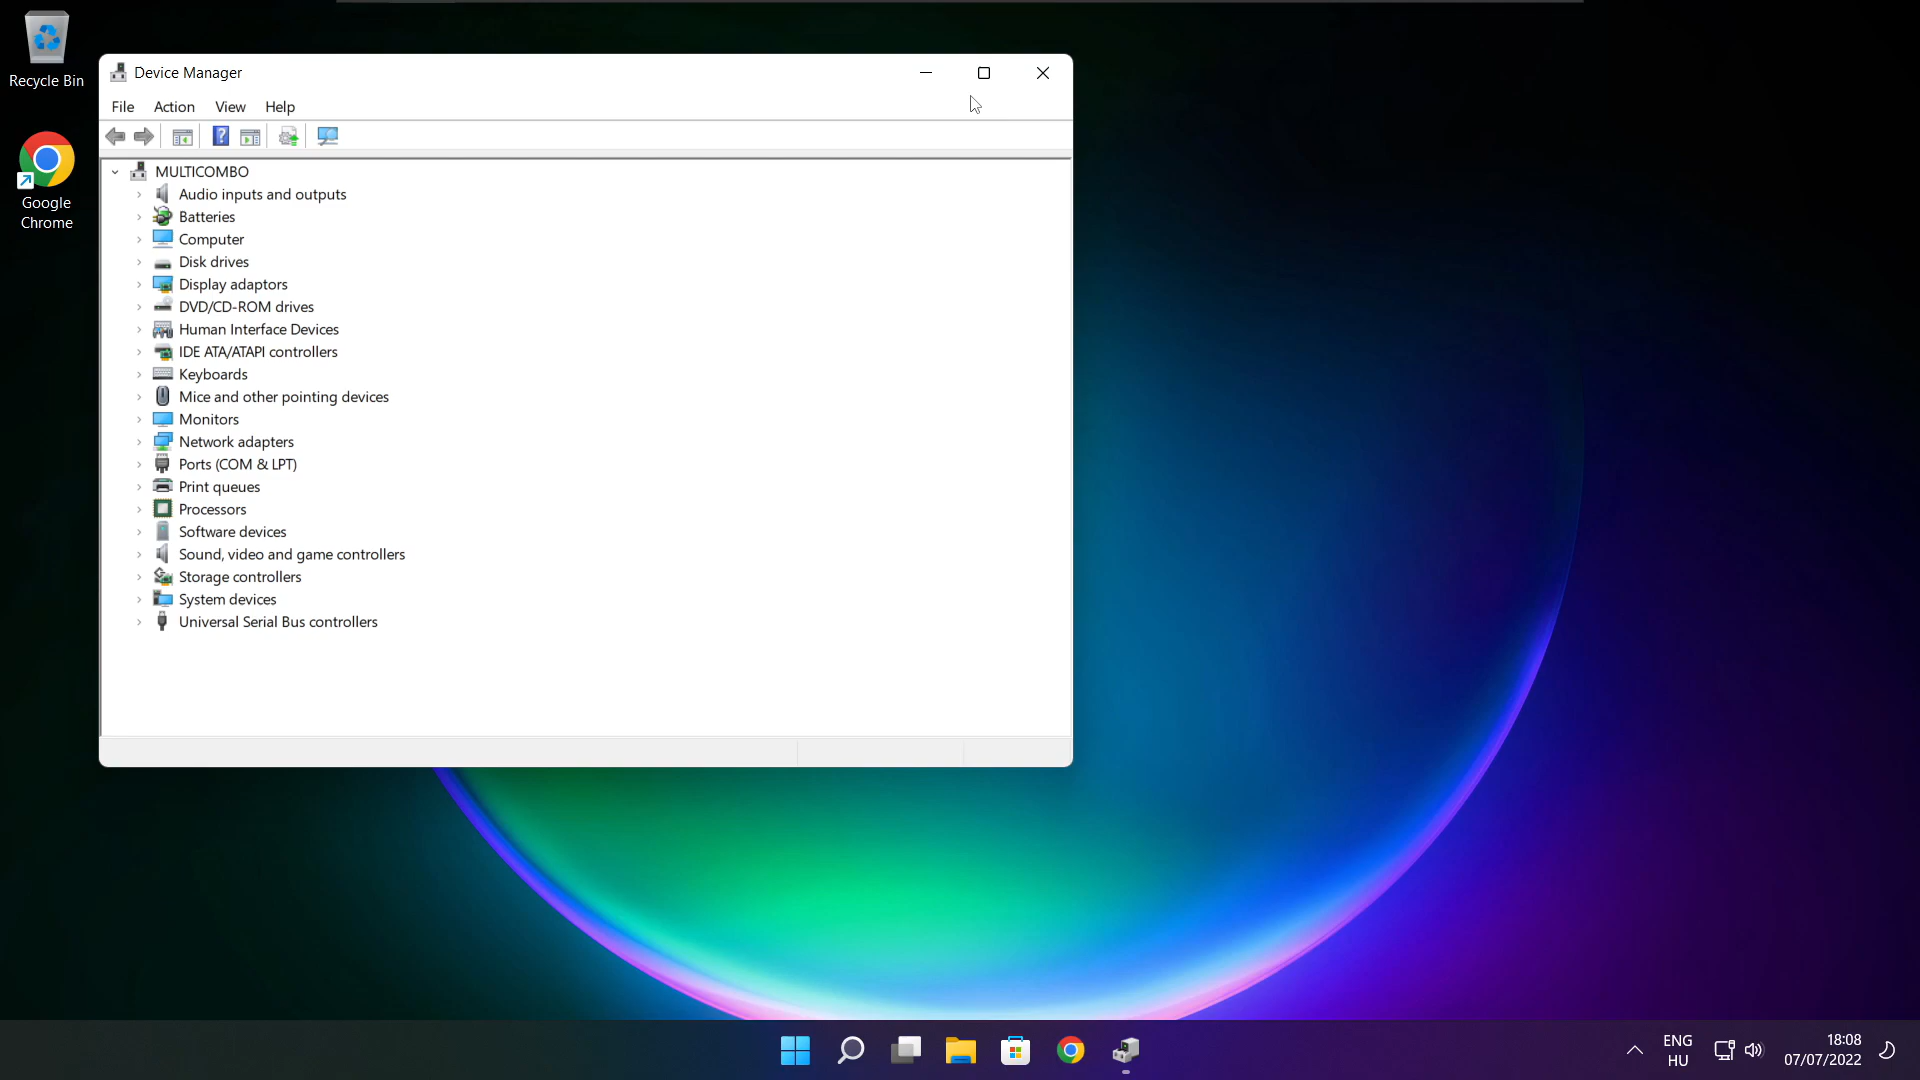 Recycle Bin
Google
Chrome
Device Manager
File Action View Help
MULTICOMBO
Audio inputs and outputs
Batteries
Computer
Disk drives
Display adaptors
DVD/CD-ROM drives
Human Interface Devices
IDE ATA/ATAPI controllers
Keyboards
Mice and other pointing devices
Monitors
Network adapters
Ports (COM & LPT)
Print queues
Processors
Software devices
Sound, video and game controllers
Storage controllers
System devices
Universal Serial Bus controllers
ENG
HU
18:08
07/07/2022